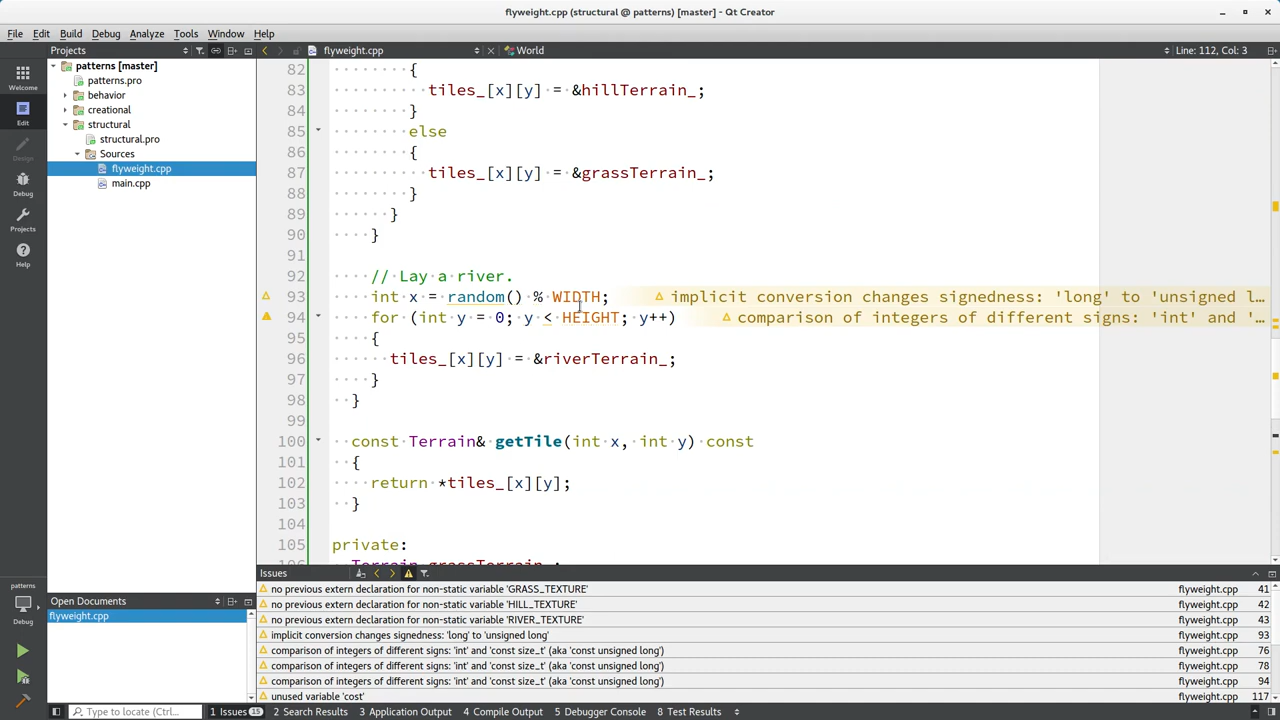 flyweight.cpp (structural @ patterns) [master] - Qt Creator
File Edit Build Debug Analyze Tools Window Help
Projects flyweight.cpp World Line: 112, Col: 3
Welcome
Edit
Design
Debug
Projects
Help
patterns
Debug
patterns [master]
patterns.pro
behavior
creational
structural
structural.pro
Sources
flyweight.cpp
main.cpp
Open Documents
flyweight.cpp
82 {
83 tiles_[x][y] = &hillTerrain_;
84 }
85 else
86 {
87 tiles_[x][y] = &grassTerrain_;
88 }
89 }
90 }
91
92 // Lay a river.
93 int x = random() % WIDTH; implicit conversion changes signedness: 'long' to 'unsigned l…
94 for (int y = 0; y < HEIGHT; y++) comparison of integers of different signs: 'int' and '…
95 {
96 tiles_[x][y] = &riverTerrain_;
97 }
98 }
99
100 const Terrain& getTile(int x, int y) const
101 {
102 return *tiles_[x][y];
103 }
104
105 private:
Issues
no previous extern declaration for non-static variable 'GRASS_TEXTURE' flyweight.cpp 41
no previous extern declaration for non-static variable 'HILL_TEXTURE' flyweight.cpp 42
no previous extern declaration for non-static variable 'RIVER_TEXTURE' flyweight.cpp 43
implicit conversion changes signedness: 'long' to 'unsigned long' flyweight.cpp 93
comparison of integers of different signs: 'int' and 'const size_t' (aka 'const unsigned long') flyweight.cpp 76
comparison of integers of different signs: 'int' and 'const size_t' (aka 'const unsigned long') flyweight.cpp 78
comparison of integers of different signs: 'int' and 'const size_t' (aka 'const unsigned long') flyweight.cpp 94
unused variable 'cost' flyweight.cpp 117
Type to locate (Ctrl... 1 Issues 15 2 Search Results 3 Application Output 4 Compile Output 5 Debugger Console 8 Test Results